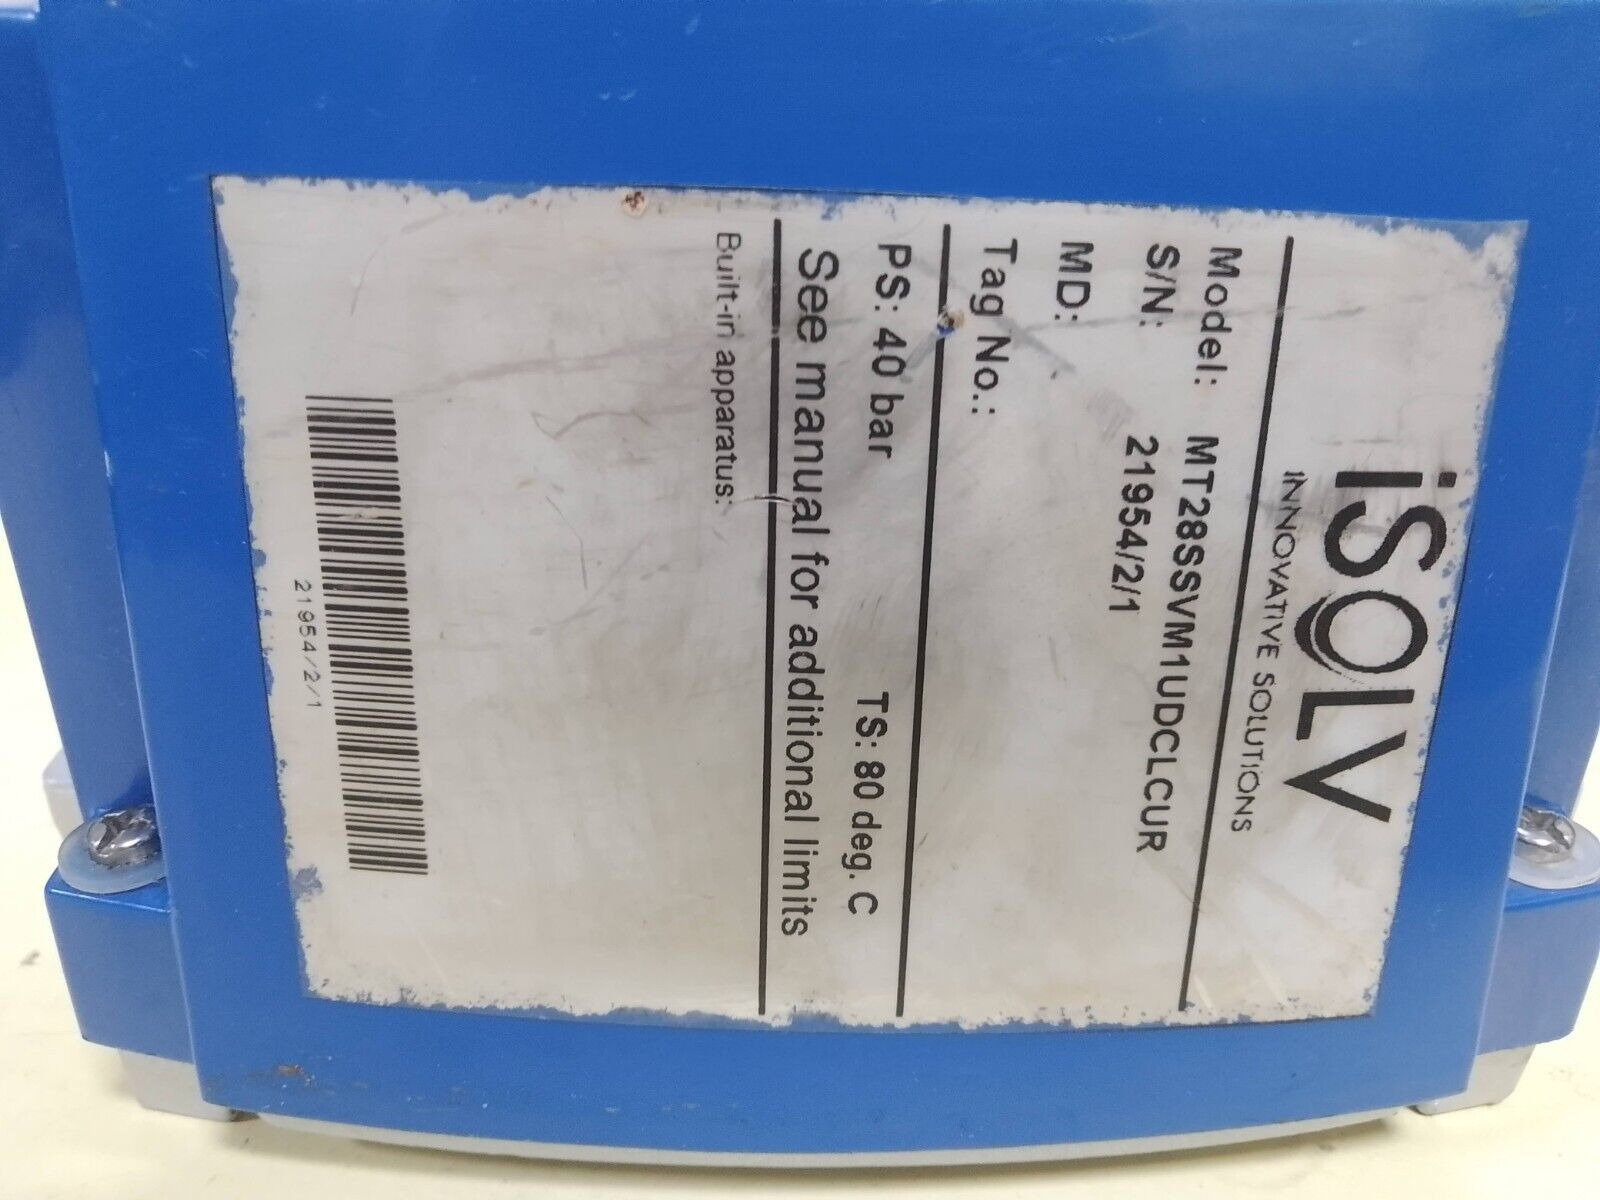 iSOLV
INNOVATIVE SOLUTIONS
Model: MT28SSVM1UDCLCUR
S/N: 21954/2/1
MD:
Tag No.:
PS: 40 bar TS: 80 deg. C
See manual for additional limits
Built-in apparatus:
21954/2/1